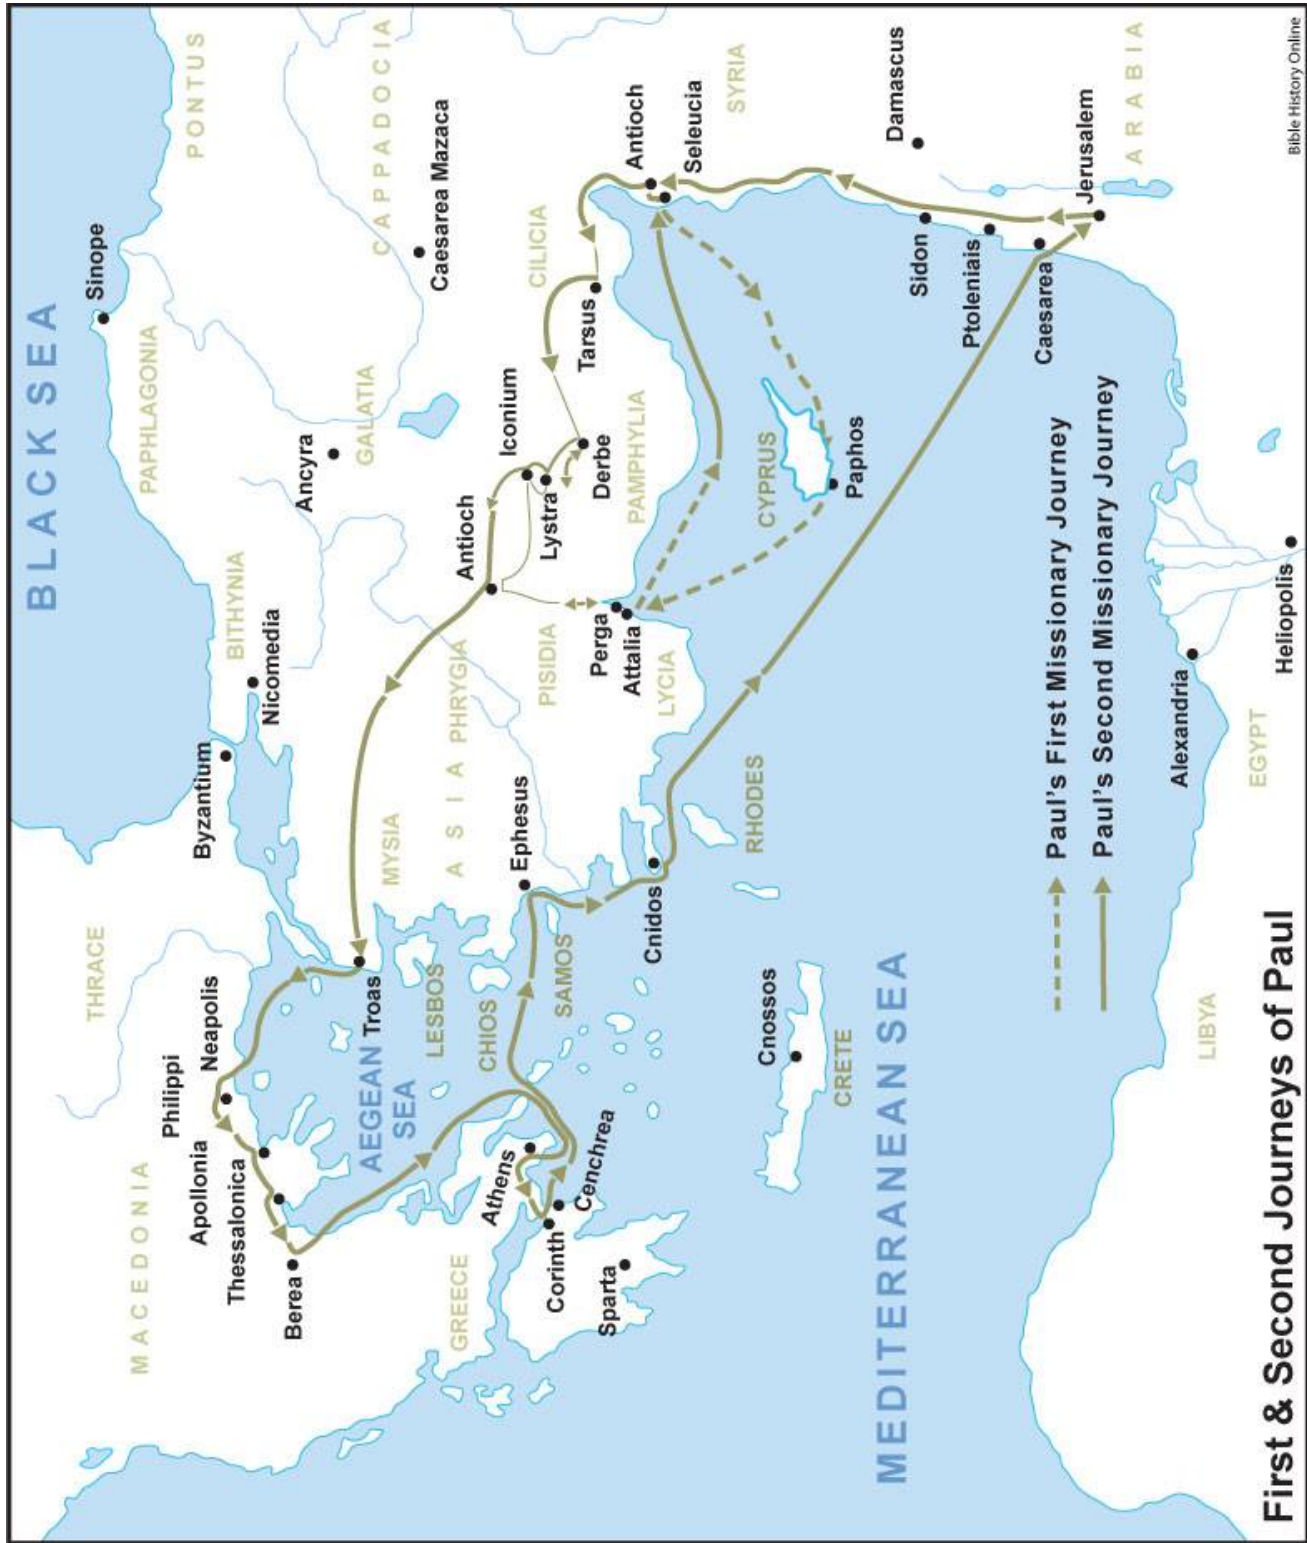 BLACK SEA
Sinope
PONTUS
PAPHLAGONIA
BITHYNIA
Byzantium
Nicomedia
THRACE
MACEDONIA
Philippi
Neapolis
Apollonia
Thessalonica
Berea
Ancyra
GALATIA
CAPPADOCIA
Caesarea Mazaca
AEGEAN
SEA
Troas
MYSIA
LESBOS
ASIA
PHRYGIA
Antioch
Iconium
Lystra
Derbe
CILICIA
Tarsus
Antioch
Seleucia
SYRIA
GREECE
Athens
Corinth
Cenchrea
Sparta
CHIOS
SAMOS
Ephesus
PISIDIA
Perga
Attalia
PAMPHYLIA
LYCIA
Cnidos
RHODES
CYPRUS
Paphos
Cnossos
CRETE
MEDITERRANEAN SEA
Damascus
Sidon
Ptoleniais
Caesarea
Jerusalem
ARABIA
Paul's First Missionary Journey
Paul's Second Missionary Journey
LIBYA
Alexandria
EGYPT
Heliopolis
First & Second Journeys of Paul
Bible History Online